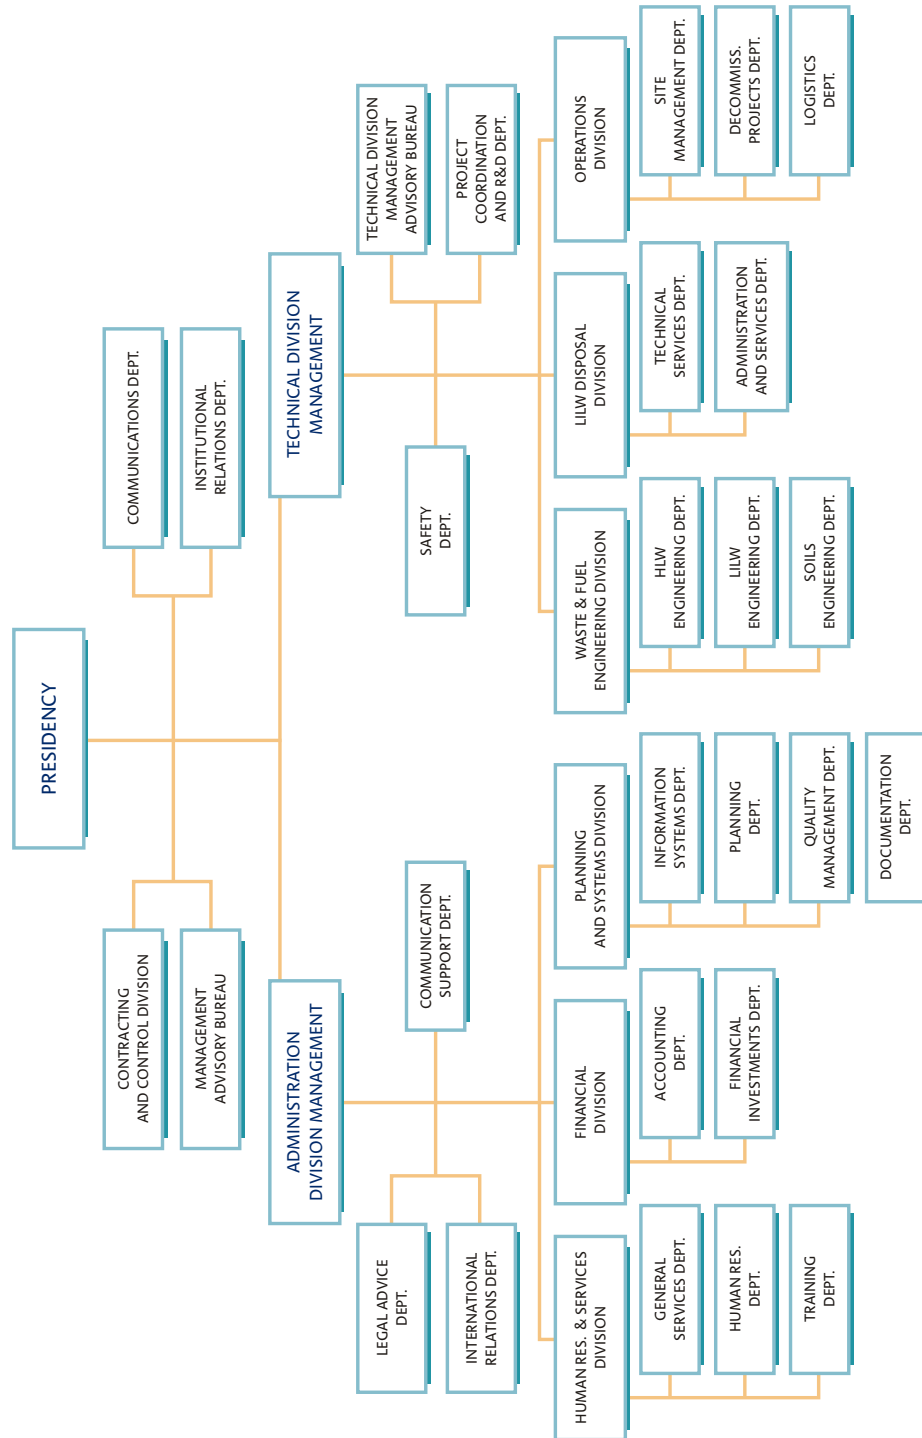 PRESIDENCY
CONTRACTING
AND CONTROL DIVISION
MANAGEMENT
ADVISORY BUREAU
COMMUNICATIONS DEPT.
INSTITUTIONAL
RELATIONS DEPT.
ADMINISTRATION
DIVISION MANAGEMENT
TECHNICAL DIVISION
MANAGEMENT
LEGAL ADVICE
DEPT.
INTERNATIONAL
RELATIONS DEPT.
COMMUNICATION
SUPPORT DEPT.
SAFETY
DEPT.
TECHNICAL DIVISION
MANAGEMENT
ADVISORY BUREAU
PROJECT
COORDINATION
AND R&D DEPT.
HUMAN RES. & SERVICES
DIVISION
GENERAL
SERVICES DEPT.
HUMAN RES.
DEPT.
TRAINING
DEPT.
FINANCIAL
DIVISION
ACCOUNTING
DEPT.
FINANCIAL
INVESTMENTS DEPT.
PLANNING
AND SYSTEMS DIVISION
INFORMATION
SYSTEMS DEPT.
PLANNING
DEPT.
QUALITY
MANAGEMENT DEPT.
DOCUMENTATION
DEPT.
WASTE & FUEL
ENGINEERING DIVISION
HLW
ENGINEERING DEPT.
LILW
ENGINEERING DEPT.
SOILS
ENGINEERING DEPT.
LILW DISPOSAL
DIVISION
TECHNICAL
SERVICES DEPT.
ADMINISTRATION
AND SERVICES DEPT.
OPERATIONS
DIVISION
SITE
MANAGEMENT DEPT.
DECOMMISS.
PROJECTS DEPT.
LOGISTICS
DEPT.